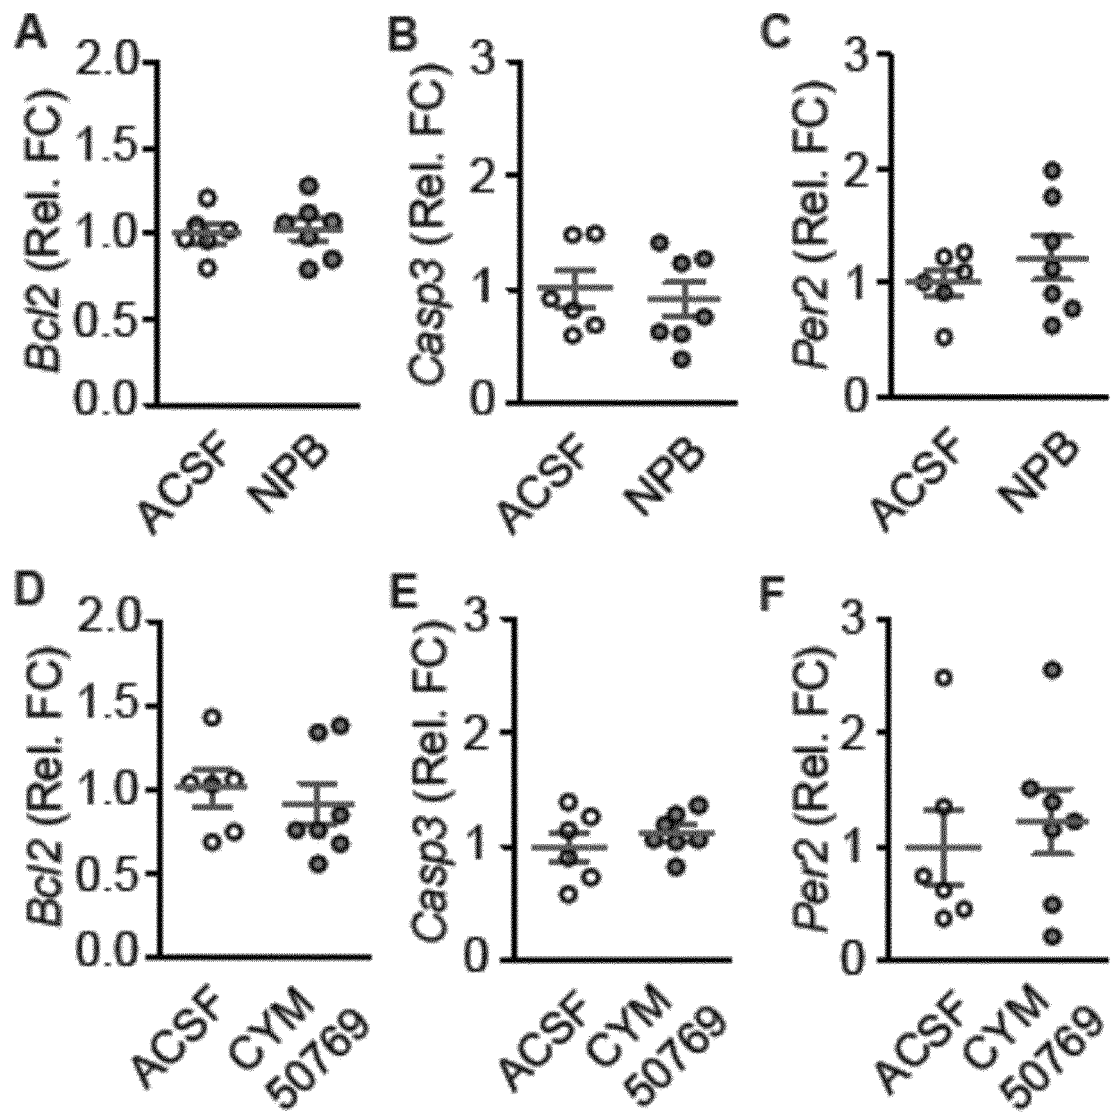 A
Bcl2 (Rel. FC)
2.0
1.5
1.0
0.5
0.0
ACSF
NPB
B
Casp3 (Rel. FC)
3
2
1
0
ACSF
NPB
C
Per2 (Rel. FC)
3
2
1
0
ACSF
NPB
D
Bcl2 (Rel. FC)
2.0
1.5
1.0
0.5
0.0
ACSF
CYM
50769
E
Casp3 (Rel. FC)
3
2
1
0
ACSF
CYM
50769
F
Per2 (Rel. FC)
3
2
1
0
ACSF
CYM
50769